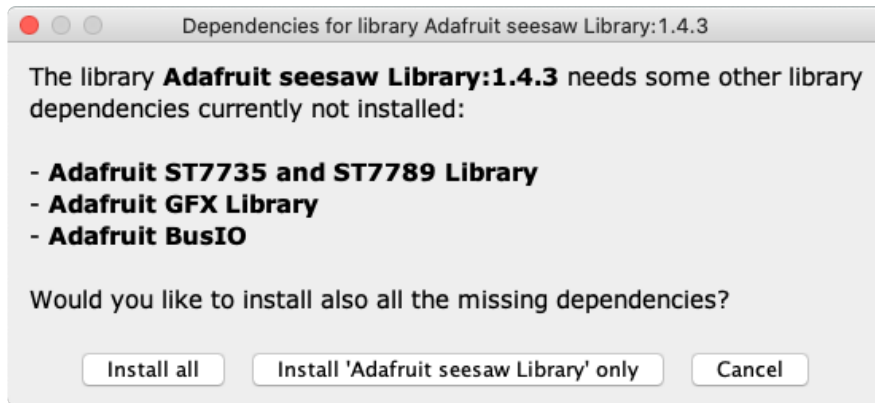 Dependencies for library Adafruit seesaw Library:1.4.3
The library Adafruit seesaw Library:1.4.3 needs some other library
dependencies currently not installed:
- Adafruit ST7735 and ST7789 Library
- Adafruit GFX Library
- Adafruit BusIO
Would you like to install also all the missing dependencies?
Install all
Install 'Adafruit seesaw Library' only
Cancel